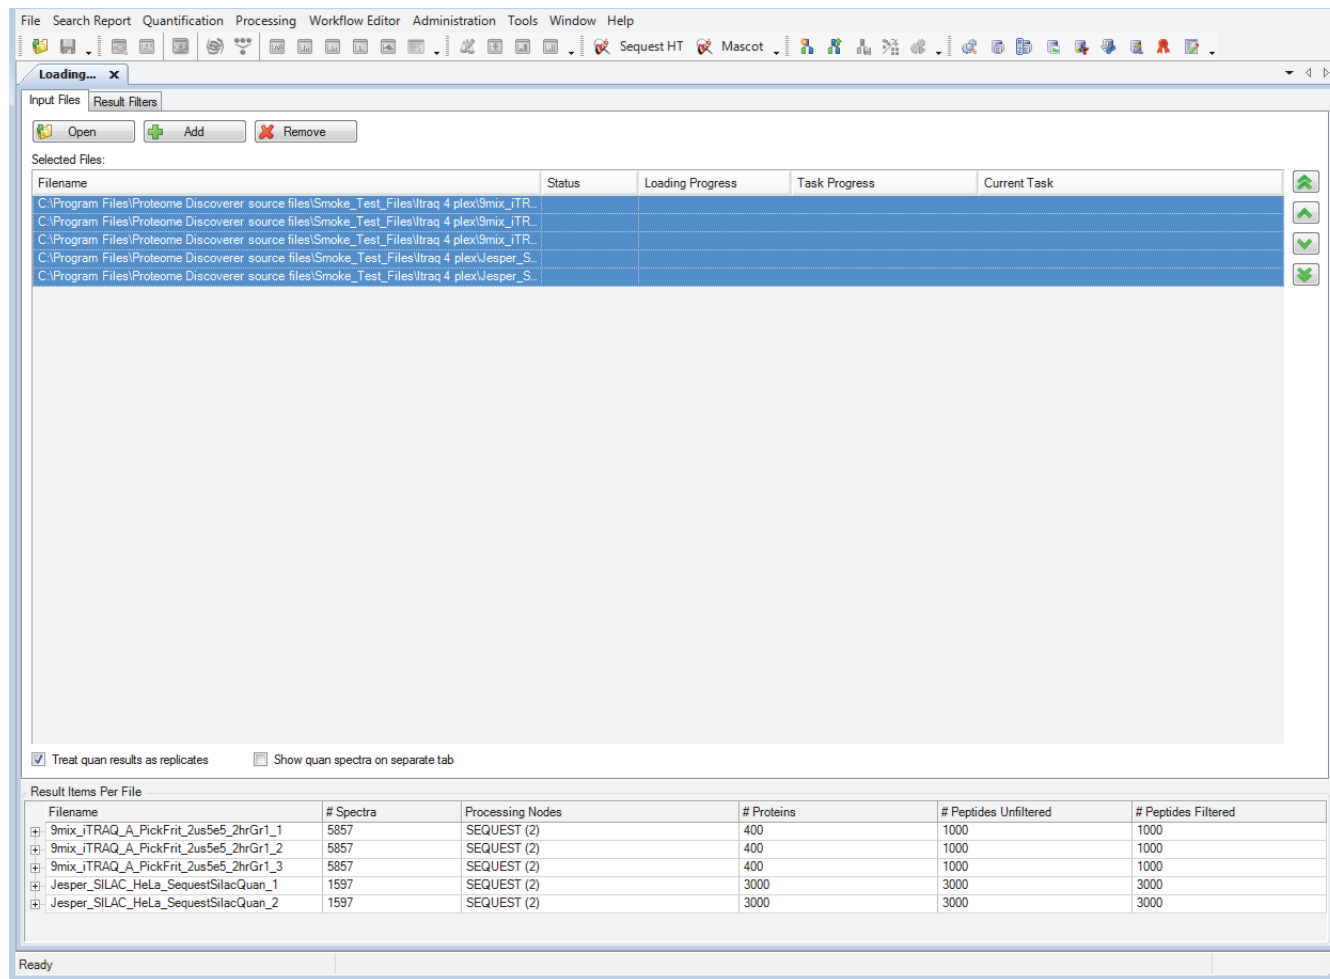 File Search Report Quantification Processing Workflow Editor Administration Tools Window Help
Sequest HT Mascot
Loading... x
Input Files Result Filters
Open Add Remove
Selected Files:
Filename Status Loading Progress Task Progress Current Task
C:\Program Files\Proteome Discoverer source files\Smoke_Test_Files\Itraq 4 plex\9mix_iTR...
C:\Program Files\Proteome Discoverer source files\Smoke_Test_Files\Itraq 4 plex\9mix_iTR...
C:\Program Files\Proteome Discoverer source files\Smoke_Test_Files\Itraq 4 plex\9mix_iTR...
C:\Program Files\Proteome Discoverer source files\Smoke_Test_Files\Itraq 4 plex\Jesper_S...
C:\Program Files\Proteome Discoverer source files\Smoke_Test_Files\Itraq 4 plex\Jesper_S...
Treat quan results as replicates Show quan spectra on separate tab
Result Items Per File
Filename # Spectra Processing Nodes # Proteins # Peptides Unfiltered # Peptides Filtered
9mix_iTRAQ_A_PickFrit_2us5e5_2hrGr1_1 5857 SEQUEST (2) 400 1000 1000
9mix_iTRAQ_A_PickFrit_2us5e5_2hrGr1_2 5857 SEQUEST (2) 400 1000 1000
9mix_iTRAQ_A_PickFrit_2us5e5_2hrGr1_3 5857 SEQUEST (2) 400 1000 1000
Jesper_SILAC_HeLa_SequestSilacQuan_1 1597 SEQUEST (2) 3000 3000 3000
Jesper_SILAC_HeLa_SequestSilacQuan_2 1597 SEQUEST (2) 3000 3000 3000
Ready